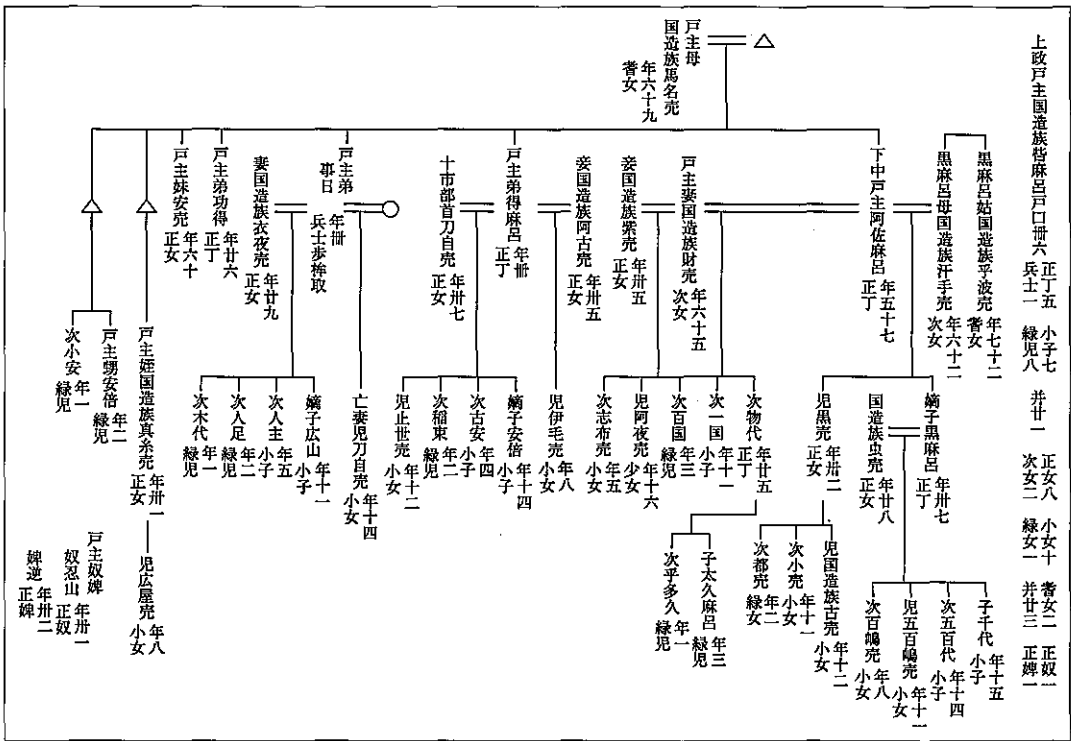 上政戸主国造族呰麻呂戸口卌六
正丁五 小子七 并廿一 正女八 小女十 耆女二 正奴一
兵士一 緑児八 次女二 緑女一 并廿三 正婢一
戸主母
国造族馬名売 年六十九
耆女
黒麻呂姑国造族乎波売 年七十二
耆女
黒麻呂母国造族汗手売 年六十二
次女
下中戸主阿佐麻呂 年五十七
正丁
戸主妻国造族財売 年六十五
次女
妾国造族紫売 年卅五
正女
妾国造族阿古売 年卅五
正女
戸主弟得麻呂 年卅
正丁
十市部首刀自売 年卅七
正女
戸主弟
事日 年卅
兵士歩桙取
妻国造族衣夜売 年廿九
正女
戸主弟功得 年廿六
正丁
戸主妹安売 年六十
正女
嫡子黒麻呂 年卅七
正丁
国造族虫売 年廿八
正女
児黒売 年卅二
正女
次物代 年廿五
正丁
次一国 年十一
小子
次百国 年三
緑児
児阿夜売 年十六
少女
次志布売 年五
小女
児伊毛売 年八
小女
嫡子安倍 年十四
小子
次古安 年四
小子
次稲東 年二
緑児
児止世売 年十二
小女
亡妻児刀自売 年十四
小女
嫡子広山 年十一
小子
次人主 年五
小子
次人足 年二
緑児
次木代 年一
緑児
戸主姪国造族真糸売 年卅一
正女
戸主甥安倍 年二
緑児
次小安 年一
緑児
子千代 年十五
小子
次五百代 年十四
小子
児五百嶋売 年十一
小女
次百嶋売 年八
小女
児国造族古売 年十二
小女
次小売 年十一
小女
次都売 年二
緑女
子太久麻呂 年三
緑児
次乎多久 年一
緑児
児広屋売 年八
小女
戸主奴婢
奴忍山 年卅一
正奴
婢逆 年卅二
正婢